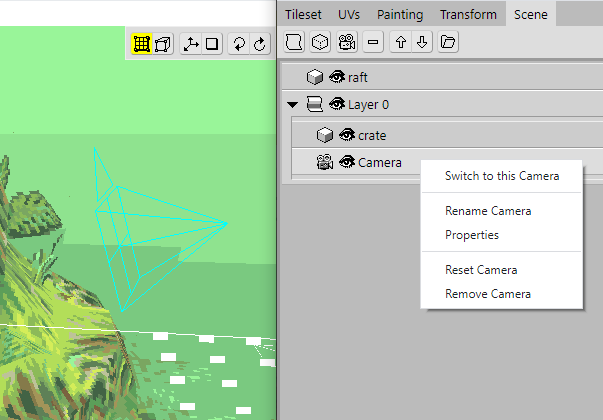 Tileset UVs Painting Transform Scene
raft
Layer 0
crate
Camera
Switch to this Camera
Rename Camera
Properties
Reset Camera
Remove Camera